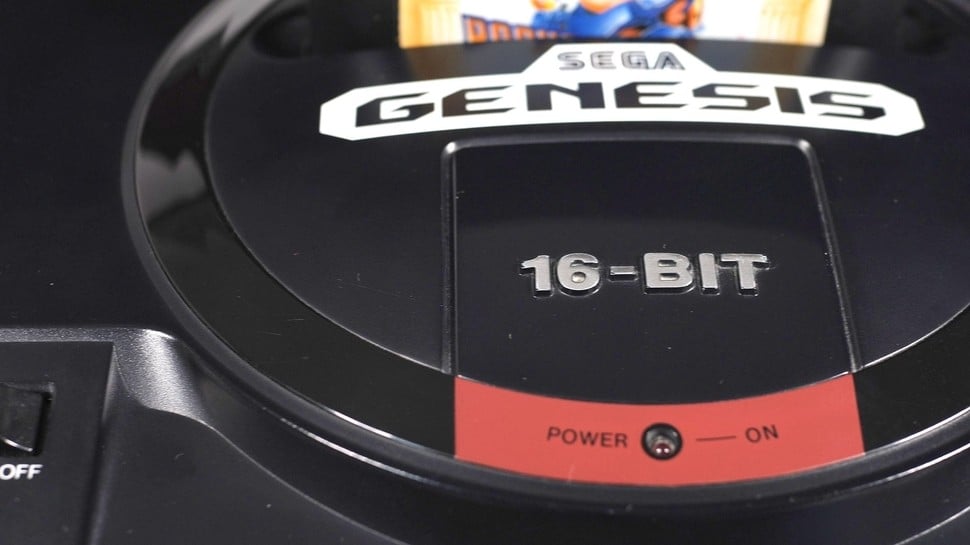 SEGA
GENESIS
16-BIT
POWER — ON
OFF